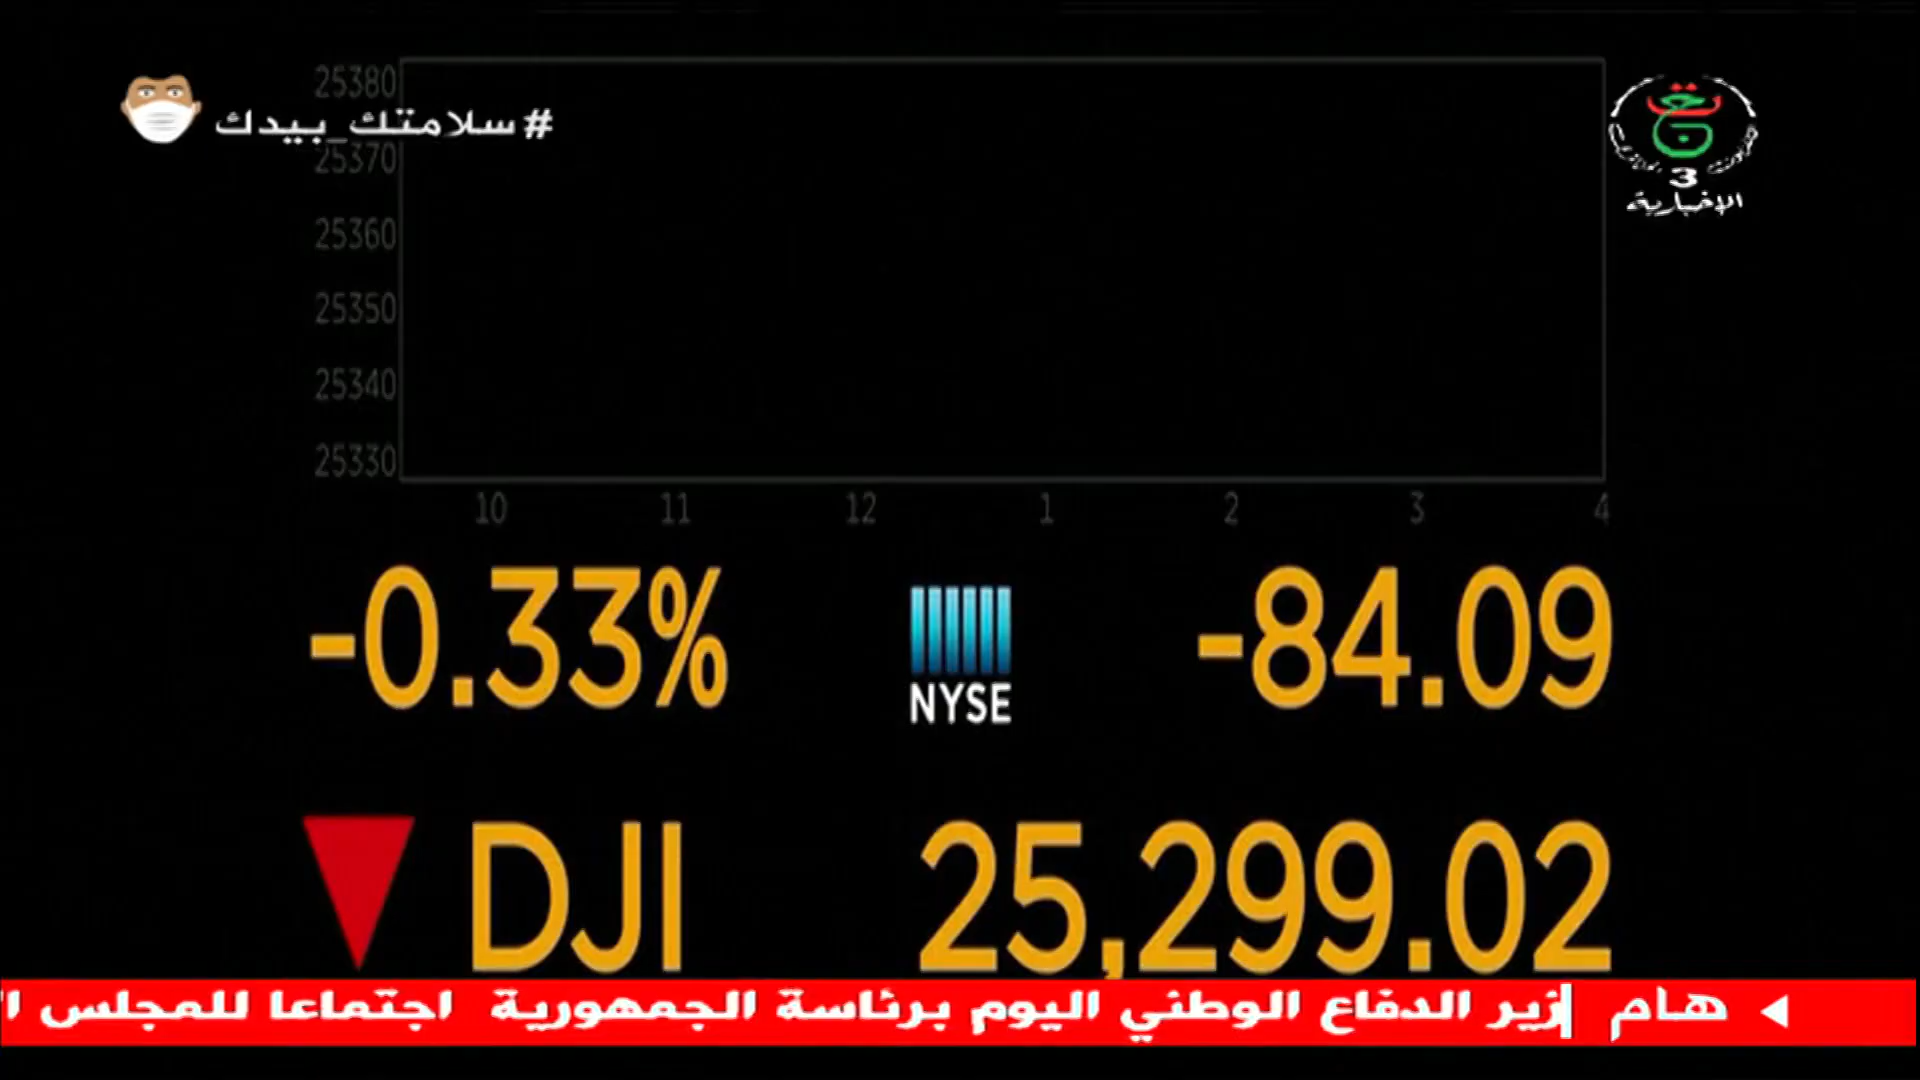 25380
#سلامتك_بيدك
25370
3
الإخبارية
25360
25350
25340
25330
10 11 12 1 2 3 4
-0.33% NYSE -84.09
DJI 25,299.02
هام زير الدفاع الوطني اليوم برئاسة الجمهورية اجتماعا للمجلس